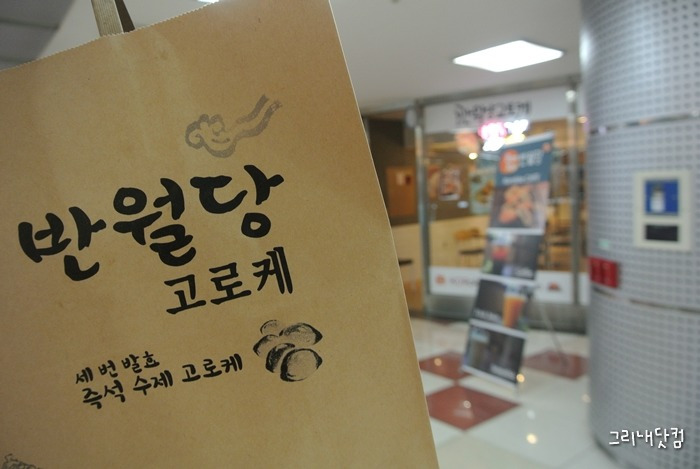 반월당
고로케
세 번 발효
즉석 수제 고로케
그리내닷컴